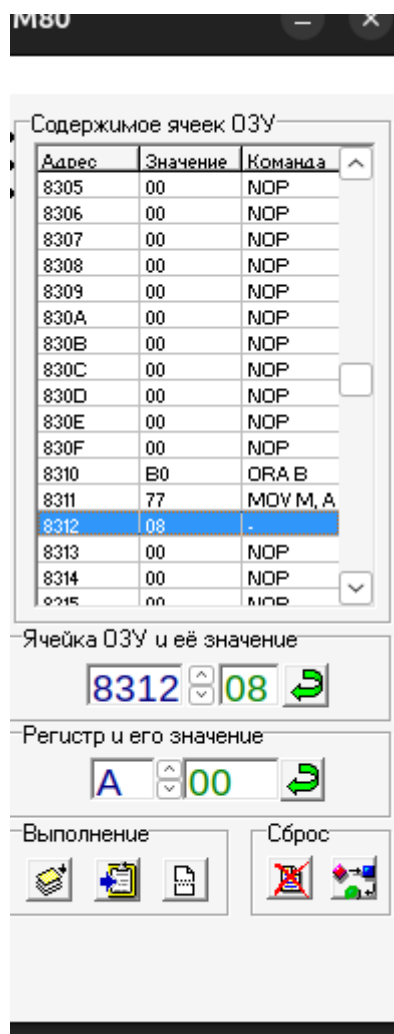 M80
Содержимое ячеек ОЗУ
Адрес Значение Команда
8305 00 NOP
8306 00 NOP
8307 00 NOP
8308 00 NOP
8309 00 NOP
830A 00 NOP
830B 00 NOP
830C 00 NOP
830D 00 NOP
830E 00 NOP
830F 00 NOP
8310 B0 ORA B
8311 77 MOV M, A
8312 08 -
8313 00 NOP
8314 00 NOP
8315 00 NOP
Ячейка ОЗУ и её значение
8312 08
Регистр и его значение
A 00
Выполнение Сброс